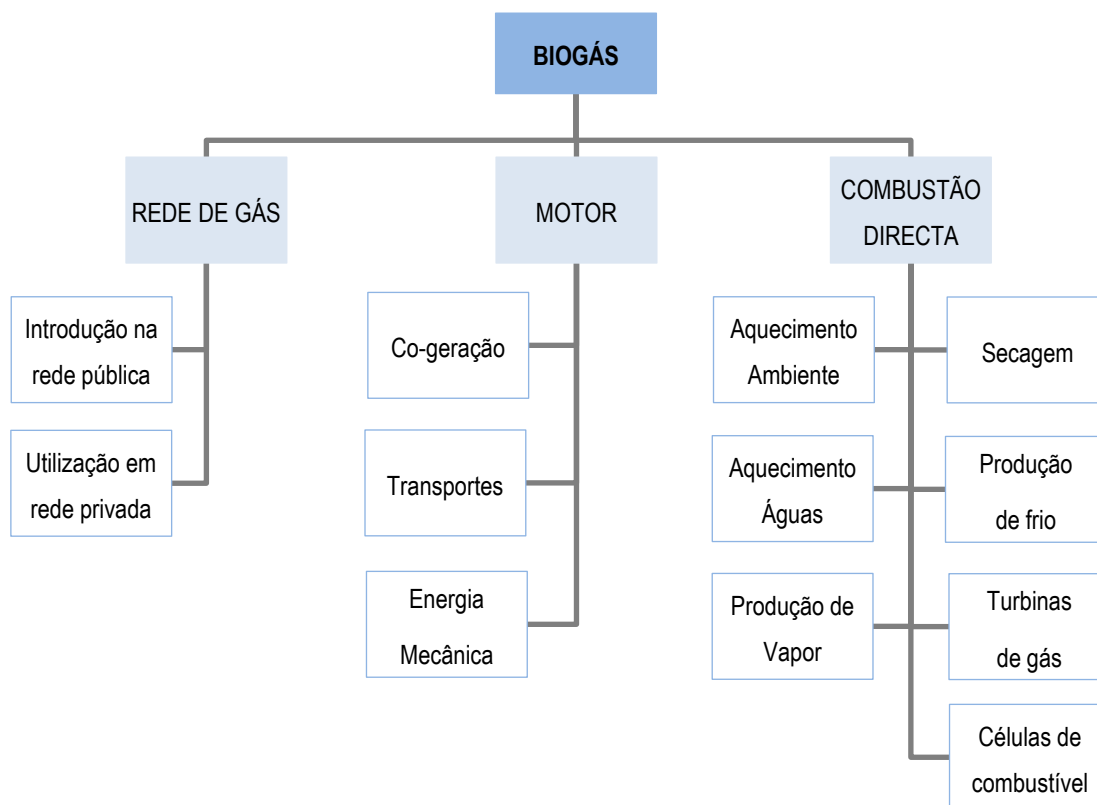 BIOGÁS
REDE DE GÁS
MOTOR
COMBUSTÃO
DIRECTA
Introdução na
rede pública
Utilização em
rede privada
Co-geração
Transportes
Energia
Mecânica
Aquecimento
Ambiente
Aquecimento
Águas
Produção de
Vapor
Secagem
Produção
de frio
Turbinas
de gás
Células de
combustível